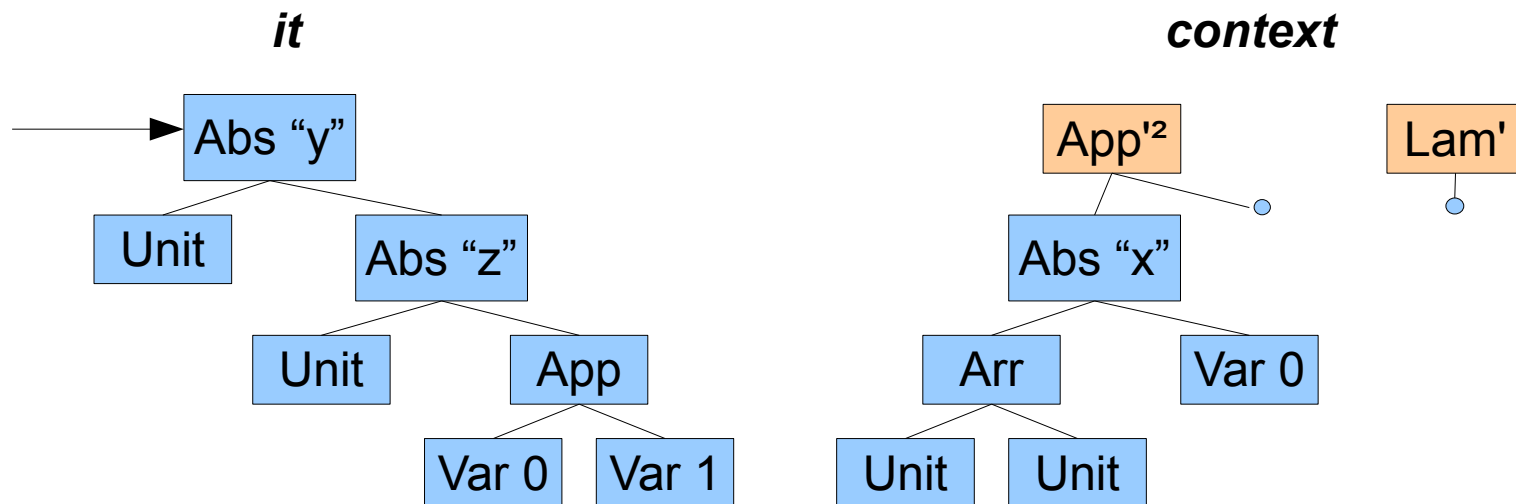 it
context
Abs “y”
App'²
Lam'
Unit
Abs “z”
Abs “x”
Unit
App
Arr
Var 0
Var 0
Var 1
Unit
Unit